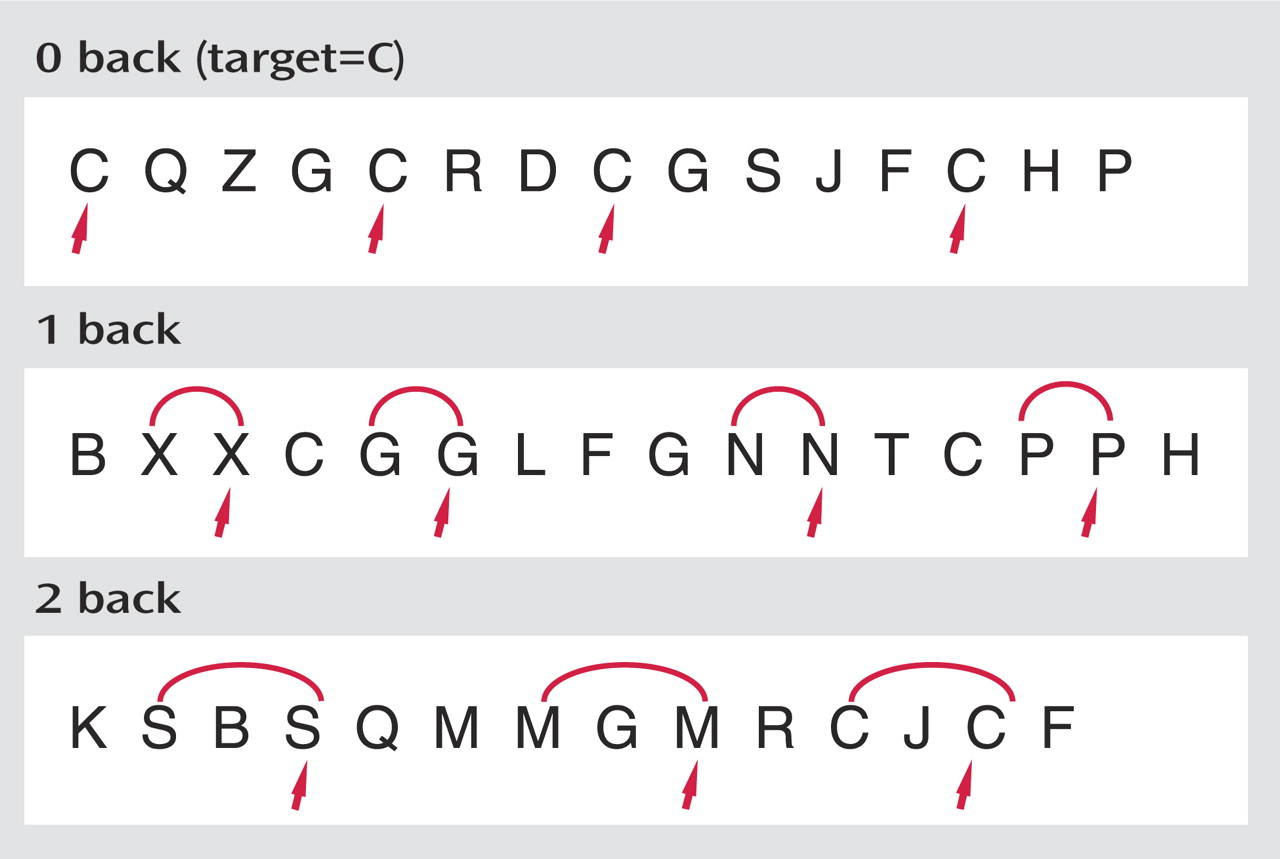 0 back (target=C)
C Q Z G C R D C G S J F C H P
1 back
B X X C G G L F G N N T C P P H
2 back
K S B S Q M M G M R C J C F